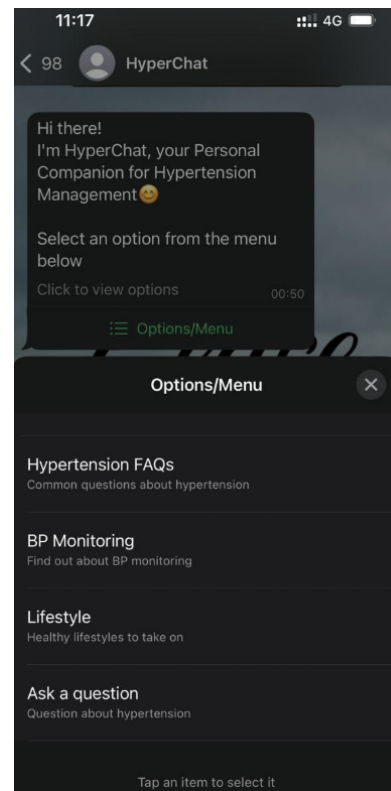 11:17
4G
98 HyperChat
Hi there!
I'm HyperChat, your Personal
Companion for Hypertension
Management😊
Select an option from the menu
below
Click to view options 00:50
Options/Menu
Options/Menu
Hypertension FAQs
Common questions about hypertension
BP Monitoring
Find out about BP monitoring
Lifestyle
Healthy lifestyles to take on
Ask a question
Question about hypertension
Tap an item to select it